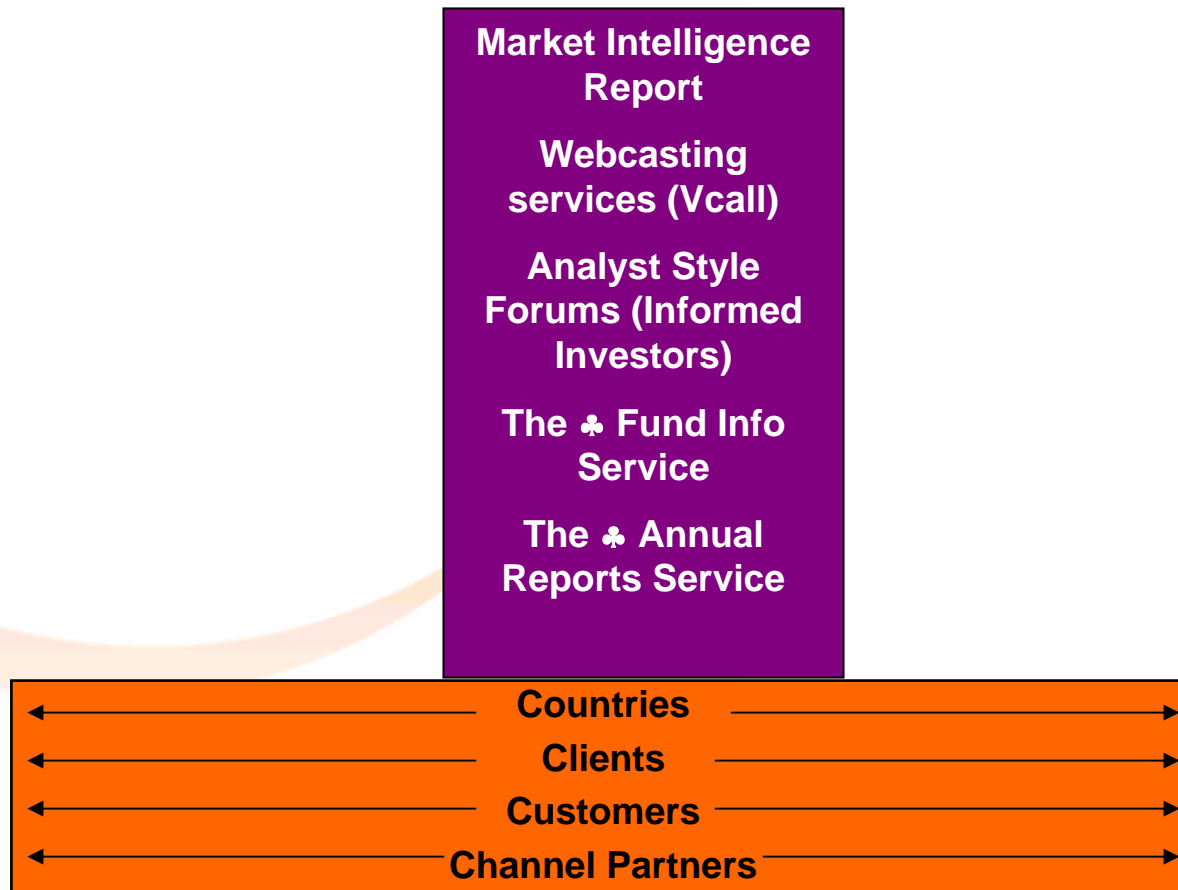 Market Intelligence
Report
Webcasting
services (Vcall)
Analyst Style
Forums (Informed
Investors)
The ♣ Fund Info
Service
The ♣ Annual
Reports Service
Countries
Clients
Customers
Channel Partners